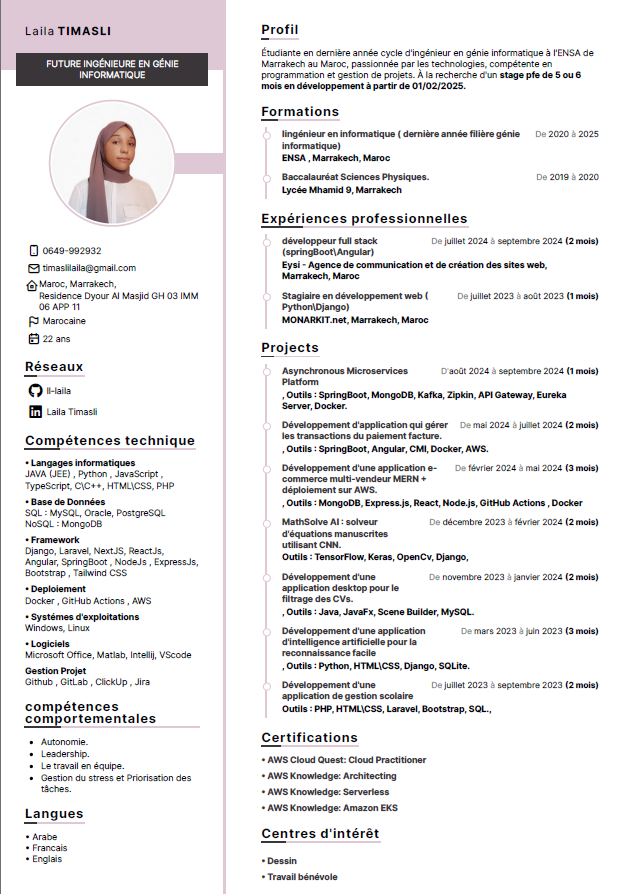 Laila TIMASLI
FUTURE INGÉNIEURE EN GÉNIE
INFORMATIQUE
0649-992932
timaslilaila@gmail.com
Maroc, Marrakech,
Residence Dyour Al Masjid GH 03 IMM
06 APP 11
Marocaine
22 ans
Réseaux
ll-laila
Laila Timasli
Compétences technique
• Langages informatiques
JAVA (JEE) , Python , JavaScript ,
TypeScript, C\C++, HTML\CSS, PHP
• Base de Données
SQL : MySQL, Oracle, PostgreSQL
NoSQL : MongoDB
• Framework
Django, Laravel, NextJS, ReactJs,
Angular, SpringBoot , NodeJs , ExpressJs,
Bootstrap , Tailwind CSS
• Deploiement
Docker , GitHub Actions , AWS
• Systémes d'exploitations
Windows, Linux
• Logiciels
Microsoft Office, Matlab, Intellij, VScode
Gestion Projet
Github , GitLab , ClickUp , Jira
compétences
comportementales
• Autonomie.
• Leadership.
• Le travail en équipe.
• Gestion du stress et Priorisation des
tâches.
Langues
• Arabe
• Francais
• Englais
Profil
Étudiante en dernière année cycle d'ingénieur en génie informatique à l'ENSA de
Marrakech au Maroc, passionnée par les technologies, compétente en
programmation et gestion de projets. À la recherche d'un stage pfe de 5 ou 6
mois en développement à partir de 01/02/2025.
Formations
Iingénieur en informatique ( dernière année filière génie De 2020 à 2025
informatique)
ENSA , Marrakech, Maroc
Baccalauréat Sciences Physiques. De 2019 à 2020
Lycée Mhamid 9, Marrakech
Expériences professionnelles
développeur full stack De juillet 2024 à septembre 2024 (2 mois)
(springBoot\Angular)
Eysi - Agence de communication et de création des sites web,
Marrakech, Maroc
Stagiaire en développement web ( De juillet 2023 à août 2023 (1 mois)
Python\Django)
MONARKIT.net, Marrakech, Maroc
Projects
Asynchronous Microservices D'août 2024 à septembre 2024 (1 mois)
Platform
, Outils : SpringBoot, MongoDB, Kafka, Zipkin, API Gateway, Eureka
Server, Docker.
Développement d'application qui gérer De mai 2024 à juillet 2024 (2 mois)
les transactions du paiement facture.
, Outils : SpringBoot, Angular, CMI, Docker, AWS.
Développement d'une application e- De février 2024 à mai 2024 (3 mois)
commerce multi-vendeur MERN +
déploiement sur AWS.
, Outils : MongoDB, Express.js, React, Node.js, GitHub Actions , Docker
MathSolve AI : solveur De décembre 2023 à février 2024 (2 mois)
d'équations manuscrites
utilisant CNN.
Outils : TensorFlow, Keras, OpenCv, Django,
Développement d'une De novembre 2023 à janvier 2024 (2 mois)
application desktop pour le
filtrage des CVs.
, Outils : Java, JavaFx, Scene Builder, MySQL.
Développement d'une application De mars 2023 à juin 2023 (3 mois)
d'intelligence artificielle pour la
reconnaissance facile
, Outils : Python, HTML\CSS, Django, SQLite.
Développement d'une De juillet 2023 à septembre 2023 (2 mois)
application de gestion scolaire
Outils : PHP, HTML\CSS, Laravel, Bootstrap, SQL.,
Certifications
• AWS Cloud Quest: Cloud Practitioner
• AWS Knowledge: Architecting
• AWS Knowledge: Serverless
• AWS Knowledge: Amazon EKS
Centres d'intérêt
• Dessin
• Travail bénévole